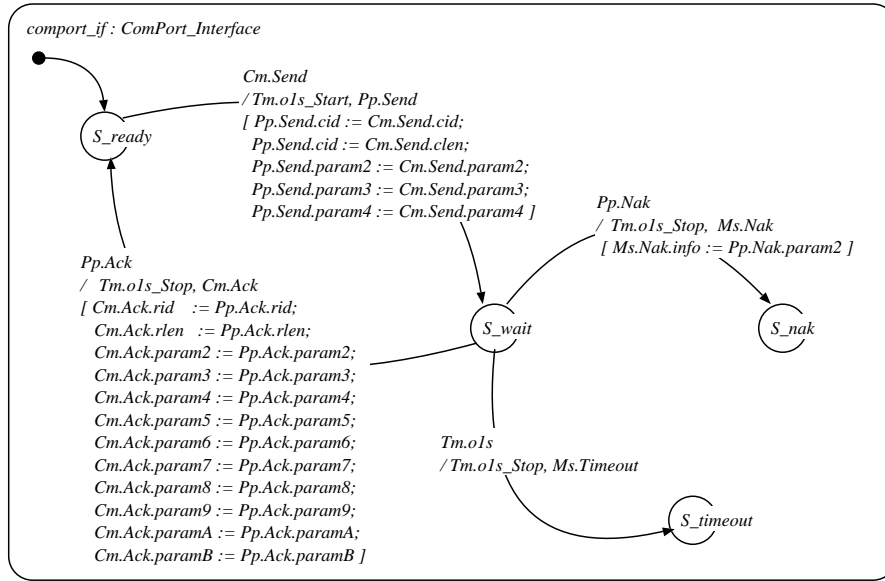 comport_if : ComPort_Interface
Cm.Send
/ Tm.o1s_Start, Pp.Send
[ Pp.Send.cid := Cm.Send.cid;
Pp.Send.cid := Cm.Send.clen;
Pp.Send.param2 := Cm.Send.param2;
Pp.Send.param3 := Cm.Send.param3;
Pp.Send.param4 := Cm.Send.param4 ]
S_ready
Pp.Nak
/ Tm.o1s_Stop, Ms.Nak
[ Ms.Nak.info := Pp.Nak.param2 ]
Pp.Ack
/ Tm.o1s_Stop, Cm.Ack
[ Cm.Ack.rid := Pp.Ack.rid;
Cm.Ack.rlen := Pp.Ack.rlen;
Cm.Ack.param2 := Pp.Ack.param2;
Cm.Ack.param3 := Pp.Ack.param3;
Cm.Ack.param4 := Pp.Ack.param4;
Cm.Ack.param5 := Pp.Ack.param5;
Cm.Ack.param6 := Pp.Ack.param6;
Cm.Ack.param7 := Pp.Ack.param7;
Cm.Ack.param8 := Pp.Ack.param8;
Cm.Ack.param9 := Pp.Ack.param9;
Cm.Ack.paramA := Pp.Ack.paramA;
Cm.Ack.paramB := Pp.Ack.paramB ]
S_wait
S_nak
Tm.o1s
/ Tm.o1s_Stop, Ms.Timeout
S_timeout